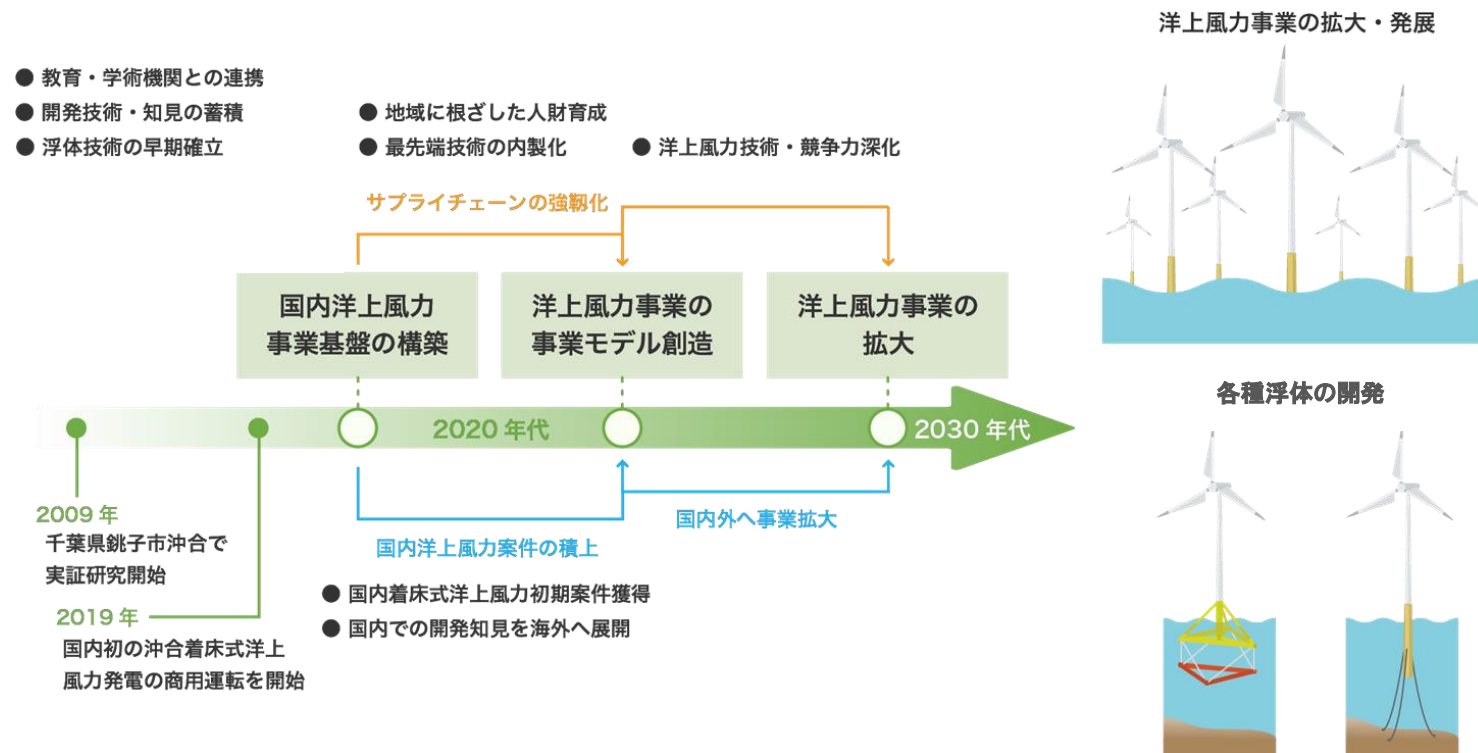 洋上風力事業の拡大・発展
● 教育・学術機関との連携
● 開発技術・知見の蓄積
● 浮体技術の早期確立
● 地域に根ざした人財育成
● 最先端技術の内製化
● 洋上風力技術・競争力深化
サプライチェーンの強靱化
国内洋上風力
事業基盤の構築
洋上風力事業の
事業モデル創造
洋上風力事業の
拡大
各種浮体の開発
2020 年代
2030 年代
2009 年
千葉県銚子市沖合で
実証研究開始
2019 年
国内初の沖合着床式洋上
風力発電の商用運転を開始
国内洋上風力案件の積上
国内外へ事業拡大
● 国内着床式洋上風力初期案件獲得
● 国内での開発知見を海外へ展開